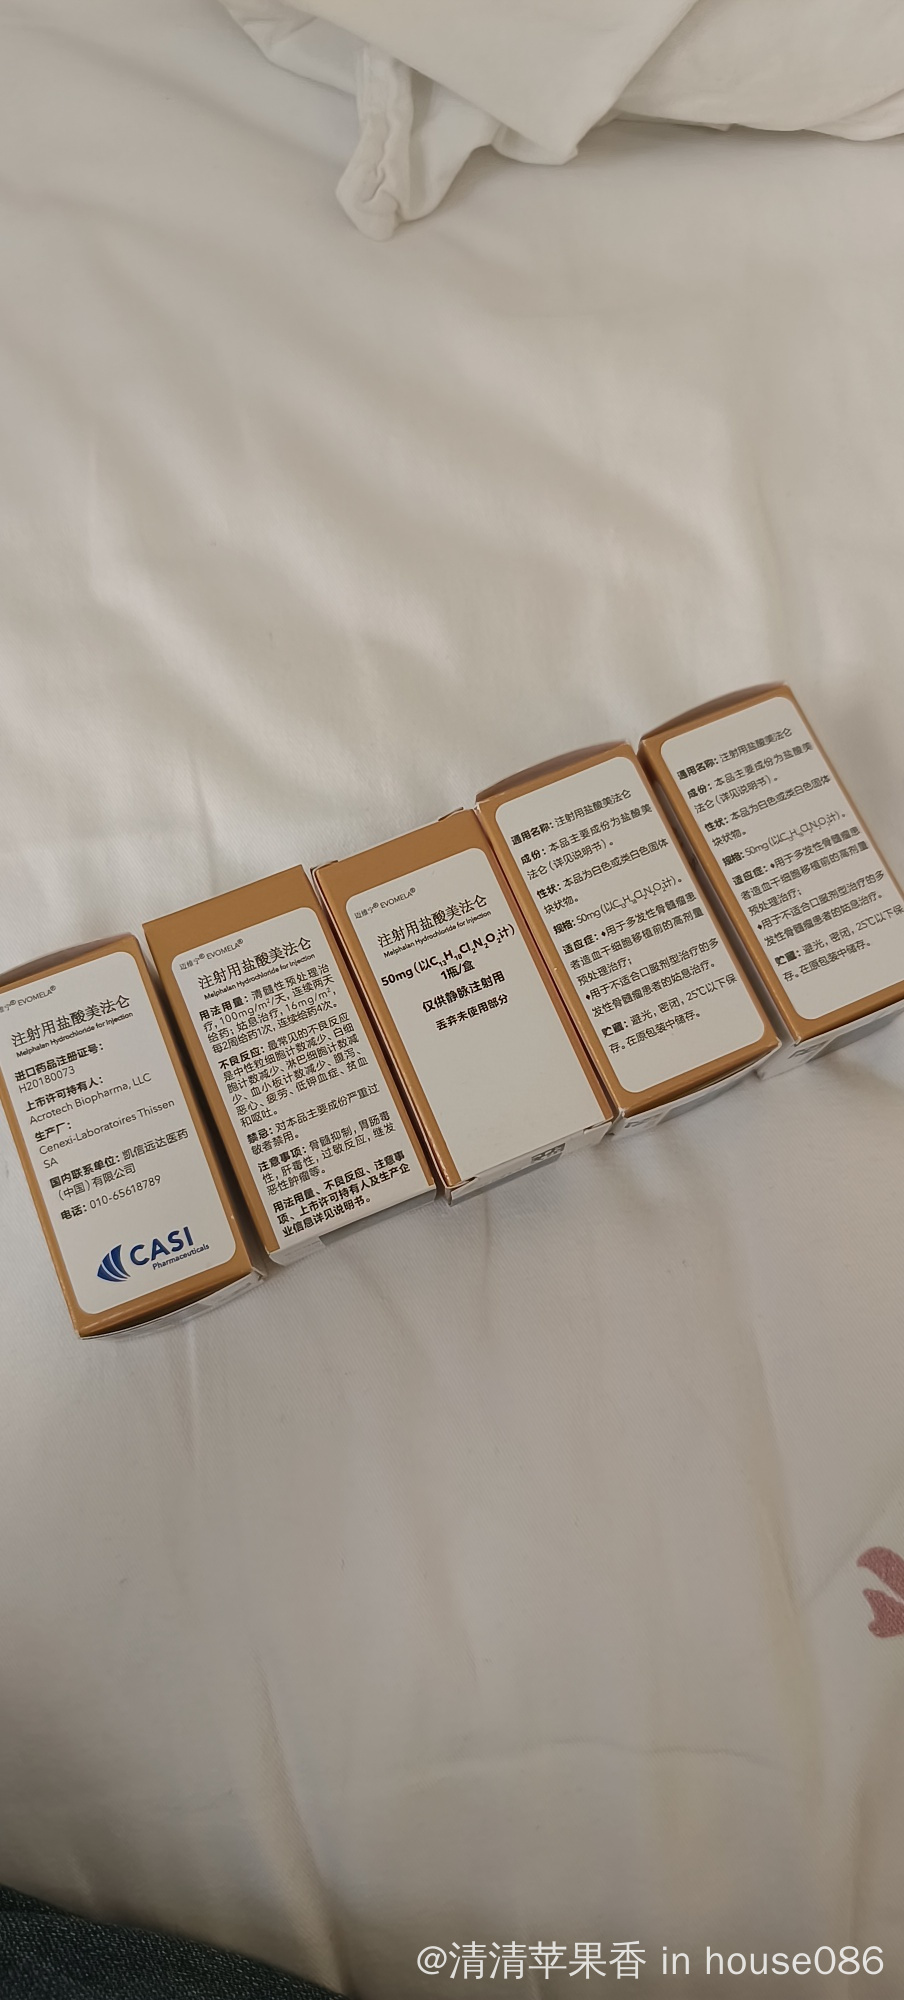 迈维宁® EVOMELA®
注射用盐酸美法仑
Melphalan Hydrochloride for Injection
进口药品注册证号：
H20180073
上市许可持有人：
Acrotech Biopharma, LLC
生产厂：
Cenexi-Laboratoires Thissen
SA
国内联系单位：凯信远达医药
（中国）有限公司
电话：010-65618789
CASI
Pharmaceuticals
迈维宁® EVOMELA®
注射用盐酸美法仑
Melphalan Hydrochloride for Injection
用法用量：清髓性预处理治
疗，100mg/m²/天，连续两天
给药；姑息治疗，16mg/m²，
每2周给药1次，连续给药4次。
不良反应：最常见的不良反应
是中性粒细胞计数减少、白细
胞计数减少、淋巴细胞计数减
少、血小板计数减少、腹泻、
恶心、疲劳、低钾血症、贫血
和呕吐。
禁忌：对本品主要成份严重过
敏者禁用。
注意事项：骨髓抑制，胃肠毒
性，肝毒性，过敏反应，继发
恶性肿瘤等。
用法用量、不良反应、注意事
项、上市许可持有人及生产企
业信息详见说明书。
迈维宁® EVOMELA®
注射用盐酸美法仑
Melphalan Hydrochloride for Injection
50mg (以C₁₃H₁₈Cl₂N₂O₂计)
1瓶/盒
仅供静脉注射用
丢弃未使用部分
通用名称：注射用盐酸美法仑
成份：本品主要成份为盐酸美
法仑（详见说明书）。
性状：本品为白色或类白色固体
块状物。
规格：50mg（以C₁₃H₁₈Cl₂N₂O₂计）。
适应症：♦用于多发性骨髓瘤患
者造血干细胞移植前的高剂量
预处理治疗；
♦用于不适合口服剂型治疗的多
发性骨髓瘤患者的姑息治疗。
贮藏：避光，密闭，25℃以下保
存。在原包装中储存。
通用名称：注射用盐酸美法仑
成份：本品主要成份为盐酸美
法仑（详见说明书）。
性状：本品为白色或类白色固体
块状物。
规格：50mg（以C₁₃H₁₈Cl₂N₂O₂计）。
适应症：♦用于多发性骨髓瘤患
者造血干细胞移植前的高剂量
预处理治疗；
♦用于不适合口服剂型治疗的多
发性骨髓瘤患者的姑息治疗。
贮藏：避光，密闭，25℃以下保
存。在原包装中储存。
@清清苹果香 in house086